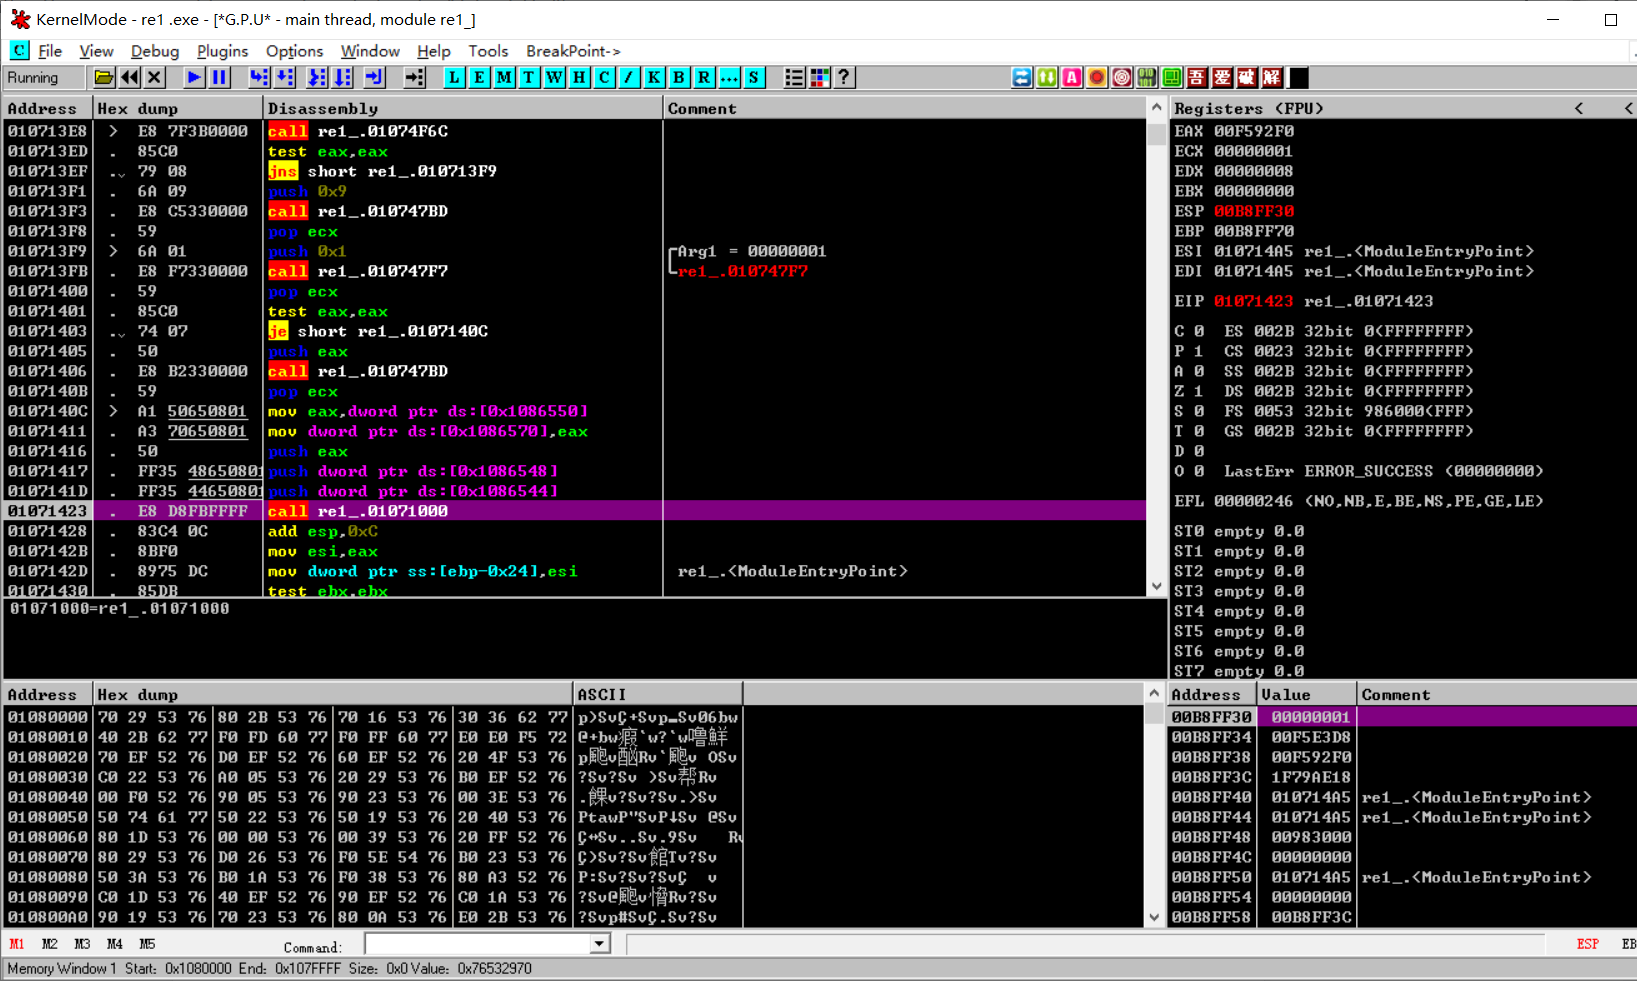 KernelMode - re1 .exe - [*G.P.U* - main thread, module re1_]
C File View Debug Plugins Options Window Help Tools BreakPoint->
Running L E M T W H C / K B R ... S ? A 吾 爱 破 解
Address Hex dump Disassembly Comment
010713E8 > E8 7F3B0000 call re1_.01074F6C
010713ED . 85C0 test eax,eax
010713EF .v 79 08 jns short re1_.010713F9
010713F1 . 6A 09 push 0x9
010713F3 . E8 C5330000 call re1_.010747BD
010713F8 . 59 pop ecx
010713F9 > 6A 01 push 0x1 Arg1 = 00000001
010713FB . E8 F7330000 call re1_.010747F7 re1_.010747F7
01071400 . 59 pop ecx
01071401 . 85C0 test eax,eax
01071403 .v 74 07 je short re1_.0107140C
01071405 . 50 push eax
01071406 . E8 B2330000 call re1_.010747BD
0107140B . 59 pop ecx
0107140C > A1 50650801 mov eax,dword ptr ds:[0x1086550]
01071411 . A3 70650801 mov dword ptr ds:[0x1086570],eax
01071416 . 50 push eax
01071417 . FF35 48650801 push dword ptr ds:[0x1086548]
0107141D . FF35 44650801 push dword ptr ds:[0x1086544]
01071423 . E8 D8FBFFFF call re1_.01071000
01071428 . 83C4 0C add esp,0xC
0107142B . 8BF0 mov esi,eax
0107142D . 8975 DC mov dword ptr ss:[ebp-0x24],esi re1_.<ModuleEntryPoint>
01071430 . 85DB test ebx,ebx
01071000=re1_.01071000
Registers (FPU) < <
EAX 00F592F0
ECX 00000001
EDX 00000008
EBX 00000000
ESP 00B8FF30
EBP 00B8FF70
ESI 010714A5 re1_.<ModuleEntryPoint>
EDI 010714A5 re1_.<ModuleEntryPoint>
EIP 01071423 re1_.01071423
C 0 ES 002B 32bit 0(FFFFFFFF)
P 1 CS 0023 32bit 0(FFFFFFFF)
A 0 SS 002B 32bit 0(FFFFFFFF)
Z 1 DS 002B 32bit 0(FFFFFFFF)
S 0 FS 0053 32bit 986000(FFF)
T 0 GS 002B 32bit 0(FFFFFFFF)
D 0
O 0 LastErr ERROR_SUCCESS (00000000)
EFL 00000246 (NO,NB,E,BE,NS,PE,GE,LE)
ST0 empty 0.0
ST1 empty 0.0
ST2 empty 0.0
ST3 empty 0.0
ST4 empty 0.0
ST5 empty 0.0
ST6 empty 0.0
ST7 empty 0.0
Address Hex dump ASCII
01080000 70 29 53 76 80 2B 53 76 70 16 53 76 30 36 62 77 p)SvÇ+Svp▬Sv06bw
01080010 40 2B 62 77 F0 FD 60 77 F0 FF 60 77 E0 E0 F5 72 @+bw瘕`w?`w噜鮮
01080020 70 EF 52 76 D0 EF 52 76 60 EF 52 76 20 4F 53 76
01080030 C0 22 53 76 A0 05 53 76 20 29 53 76 B0 EF 52 76 ?Sv?Sv )Sv帮Rv
01080040 00 F0 52 76 90 05 53 76 90 23 53 76 00 3E 53 76 .餜v?Sv?Sv.>Sv
01080050 50 74 61 77 50 22 53 76 50 19 53 76 20 40 53 76 PtawP"SvP↓Sv @Sv
01080060 80 1D 53 76 00 00 53 76 00 39 53 76 20 FF 52 76 Ç↔Sv..Sv.9Sv Rv
01080070 80 29 53 76 D0 26 53 76 F0 5E 54 76 B0 23 53 76 Ç)Sv?Sv餧Tv?Sv
01080080 50 3A 53 76 B0 1A 53 76 F0 38 53 76 80 A3 52 76 P:Sv?Sv?SvÇ v
01080090 C0 1D 53 76 40 EF 52 76 90 EF 52 76 C0 1A 53 76
010800A0 90 19 53 76 70 23 53 76 80 0A 53 76 E0 2B 53 76 ?Svp#SvÇ.Sv?Sv
Address Value Comment
00B8FF30 00000001
00B8FF34 00F5E3D8
00B8FF38 00F592F0
00B8FF3C 1F79AE18
00B8FF40 010714A5 re1_.<ModuleEntryPoint>
00B8FF44 010714A5 re1_.<ModuleEntryPoint>
00B8FF48 00983000
00B8FF4C 00000000
00B8FF50 010714A5 re1_.<ModuleEntryPoint>
00B8FF54 00000000
00B8FF58 00B8FF3C
M1 M2 M3 M4 M5 Command: ESP EB
Memory Window 1 Start: 0x1080000 End: 0x107FFFF Size: 0x0 Value: 0x76532970